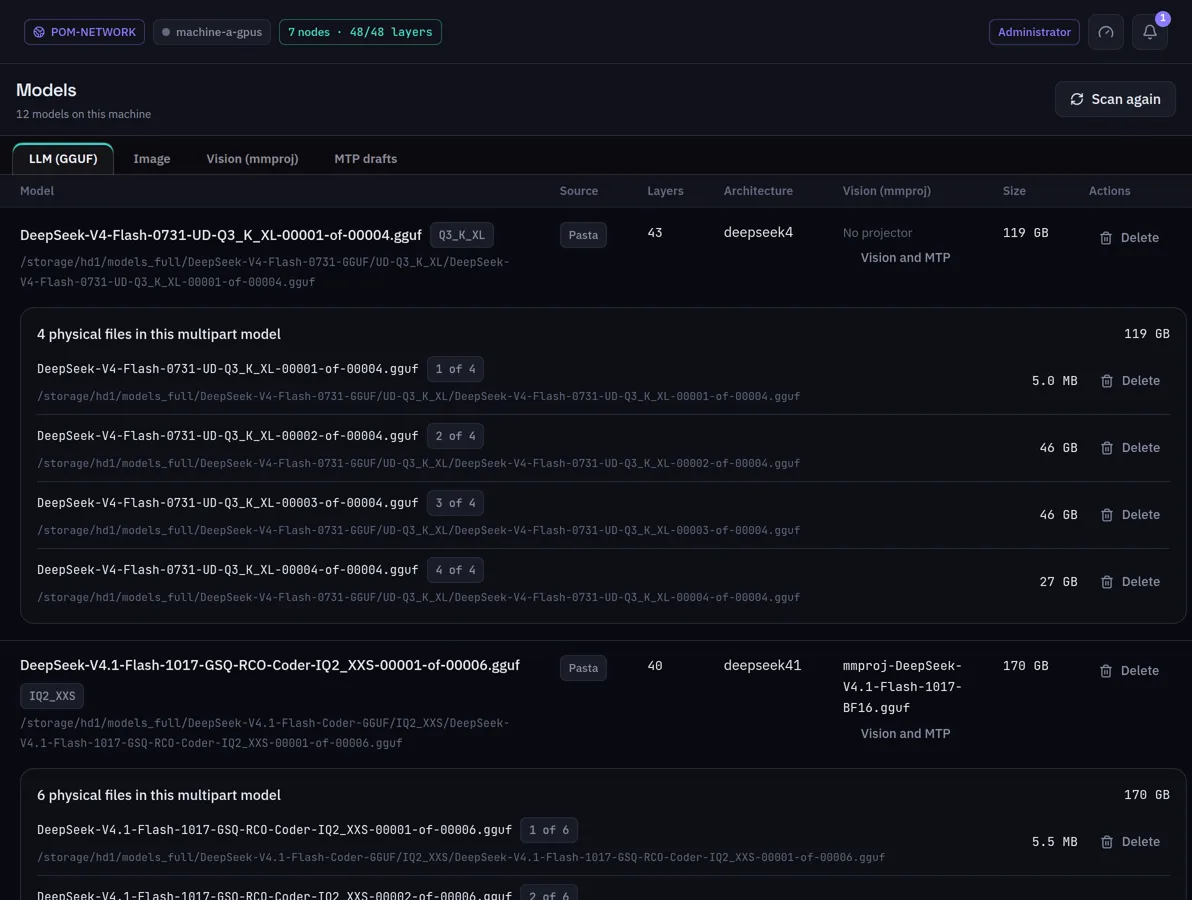 POM-NETWORK machine-a-gpus 7 nodes · 48/48 layers Administrator 1
Models
12 models on this machine
Scan again
LLM (GGUF) Image Vision (mmproj) MTP drafts
Model Source Layers Architecture Vision (mmproj) Size Actions
DeepSeek-V4-Flash-0731-UD-Q3_K_XL-00001-of-00004.gguf Q3_K_XL Pasta 43 deepseek4 No projector 119 GB Delete
Vision and MTP
/storage/hd1/models_full/DeepSeek-V4-Flash-0731-GGUF/UD-Q3_K_XL/DeepSeek-
V4-Flash-0731-UD-Q3_K_XL-00001-of-00004.gguf
4 physical files in this multipart model 119 GB
DeepSeek-V4-Flash-0731-UD-Q3_K_XL-00001-of-00004.gguf 1 of 4
5.0 MB Delete
/storage/hd1/models_full/DeepSeek-V4-Flash-0731-GGUF/UD-Q3_K_XL/DeepSeek-V4-Flash-0731-UD-Q3_K_XL-00001-of-00004.gguf
DeepSeek-V4-Flash-0731-UD-Q3_K_XL-00002-of-00004.gguf 2 of 4
46 GB Delete
/storage/hd1/models_full/DeepSeek-V4-Flash-0731-GGUF/UD-Q3_K_XL/DeepSeek-V4-Flash-0731-UD-Q3_K_XL-00002-of-00004.gguf
DeepSeek-V4-Flash-0731-UD-Q3_K_XL-00003-of-00004.gguf 3 of 4
46 GB Delete
/storage/hd1/models_full/DeepSeek-V4-Flash-0731-GGUF/UD-Q3_K_XL/DeepSeek-V4-Flash-0731-UD-Q3_K_XL-00003-of-00004.gguf
DeepSeek-V4-Flash-0731-UD-Q3_K_XL-00004-of-00004.gguf 4 of 4
27 GB Delete
/storage/hd1/models_full/DeepSeek-V4-Flash-0731-GGUF/UD-Q3_K_XL/DeepSeek-V4-Flash-0731-UD-Q3_K_XL-00004-of-00004.gguf
DeepSeek-V4.1-Flash-1017-GSQ-RCO-Coder-IQ2_XXS-00001-of-00006.gguf Pasta 40 deepseek41 mmproj-DeepSeek- 170 GB Delete
V4.1-Flash-1017-
BF16.gguf
IQ2_XXS
Vision and MTP
/storage/hd1/models_full/DeepSeek-V4.1-Flash-Coder-GGUF/IQ2_XXS/DeepSeek-
V4.1-Flash-1017-GSQ-RCO-Coder-IQ2_XXS-00001-of-00006.gguf
6 physical files in this multipart model 170 GB
DeepSeek-V4.1-Flash-1017-GSQ-RCO-Coder-IQ2_XXS-00001-of-00006.gguf 1 of 6
5.5 MB Delete
/storage/hd1/models_full/DeepSeek-V4.1-Flash-Coder-GGUF/IQ2_XXS/DeepSeek-V4.1-Flash-1017-GSQ-RCO-Coder-IQ2_XXS-00001-of-00006.gguf
DeepSeek-V4.1-Flash-1017-GSQ-RCO-Coder-IQ2_XXS-00002-of-00006.gguf 2 of 6